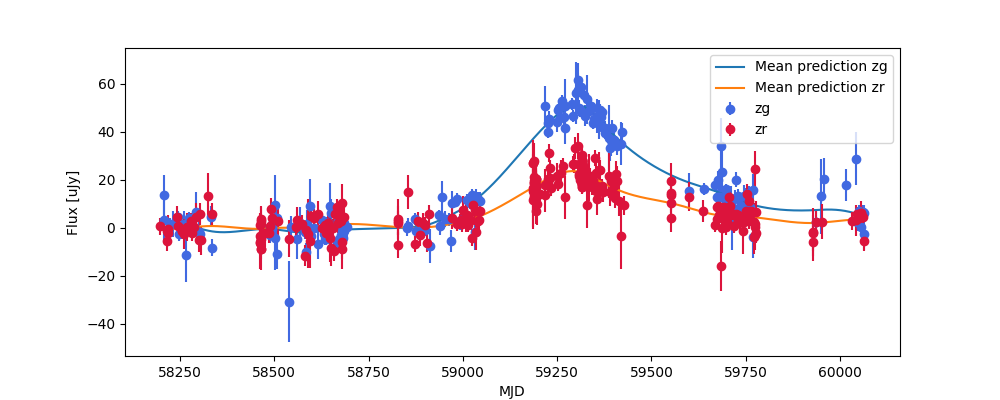 Mean prediction zg
Mean prediction zr
zg
zr
60
40
20
0
−20
−40
Flux [uJy]
58250
58500
58750
59000
59250
59500
59750
60000
MJD